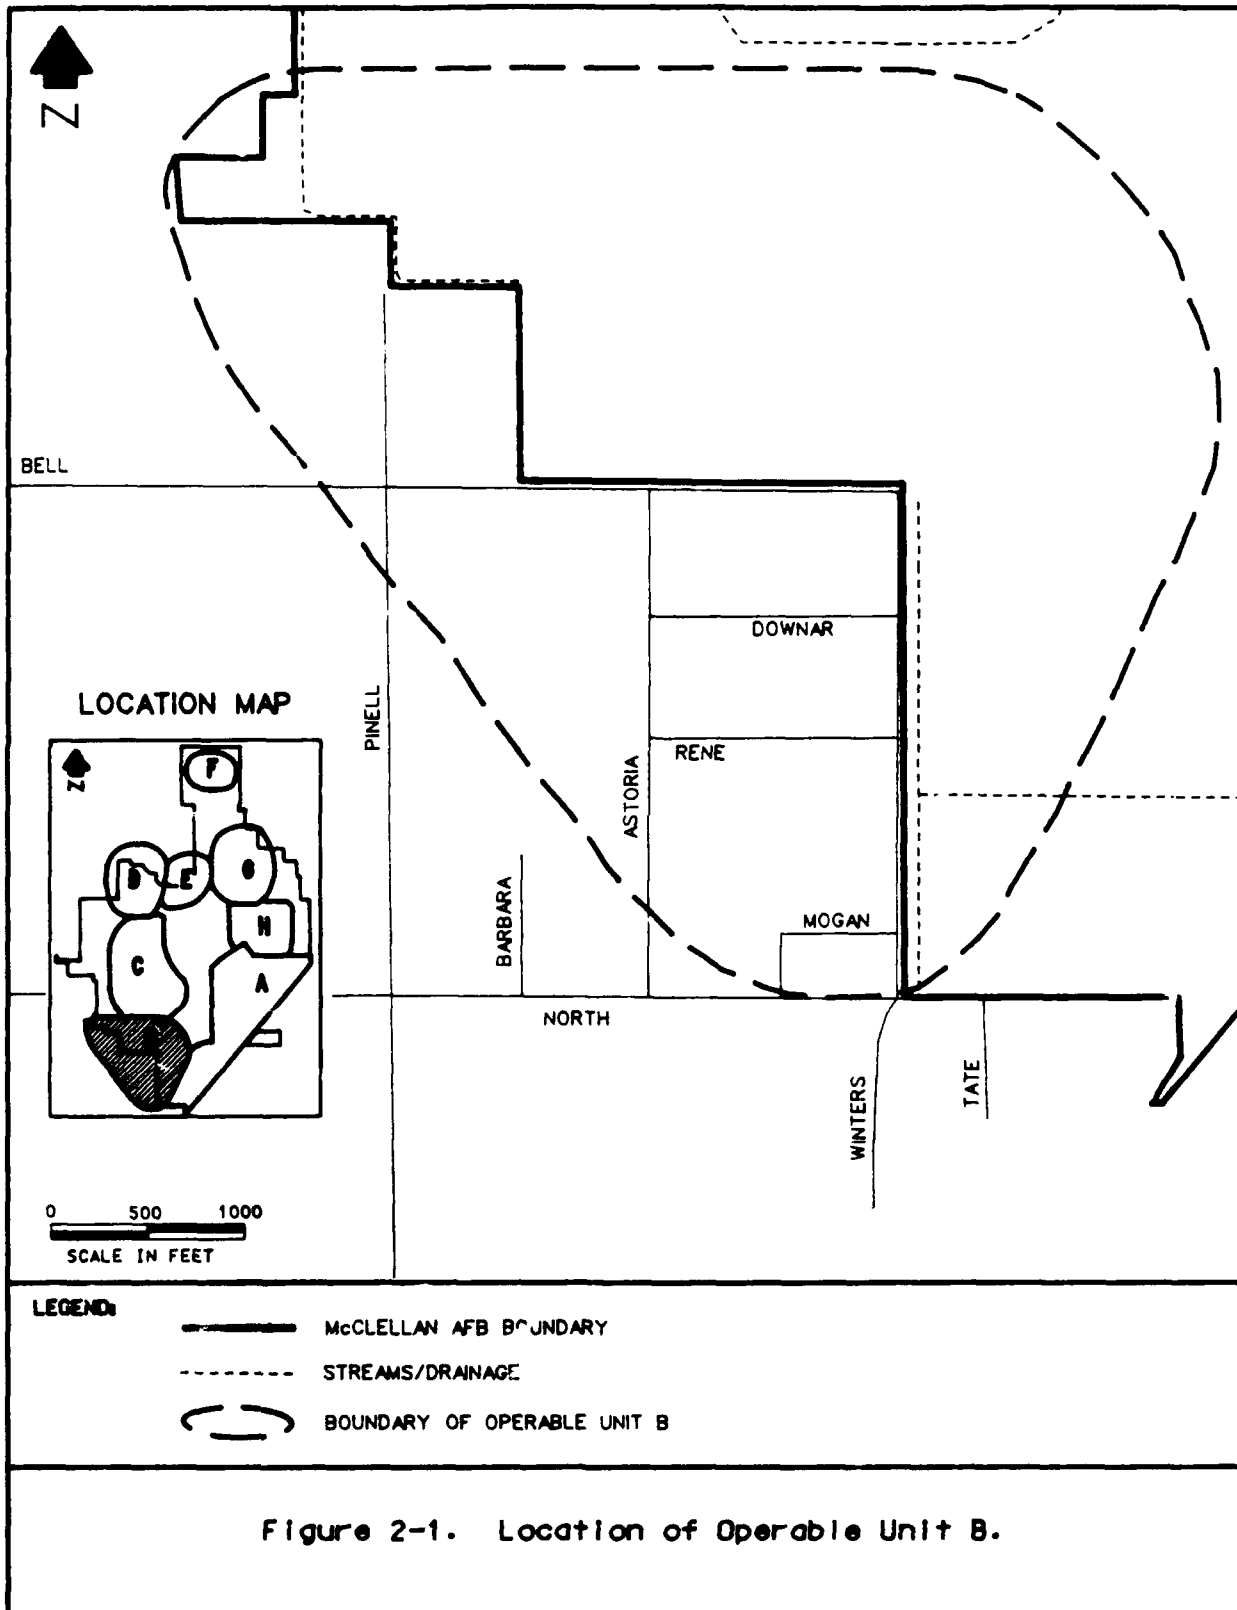 Z
BELL
DOWNAR
LOCATION MAP
PINELL
RENE
ASTORIA
Z
F
D
E
G
H
C
A
BARBARA
MOGAN
NORTH
WINTERS
TATE
0 500 1000
SCALE IN FEET
LEGEND:
McCLELLAN AFB BOUNDARY
STREAMS/DRAINAGE
BOUNDARY OF OPERABLE UNIT B
Figure 2-1. Location of Operable Unit B.